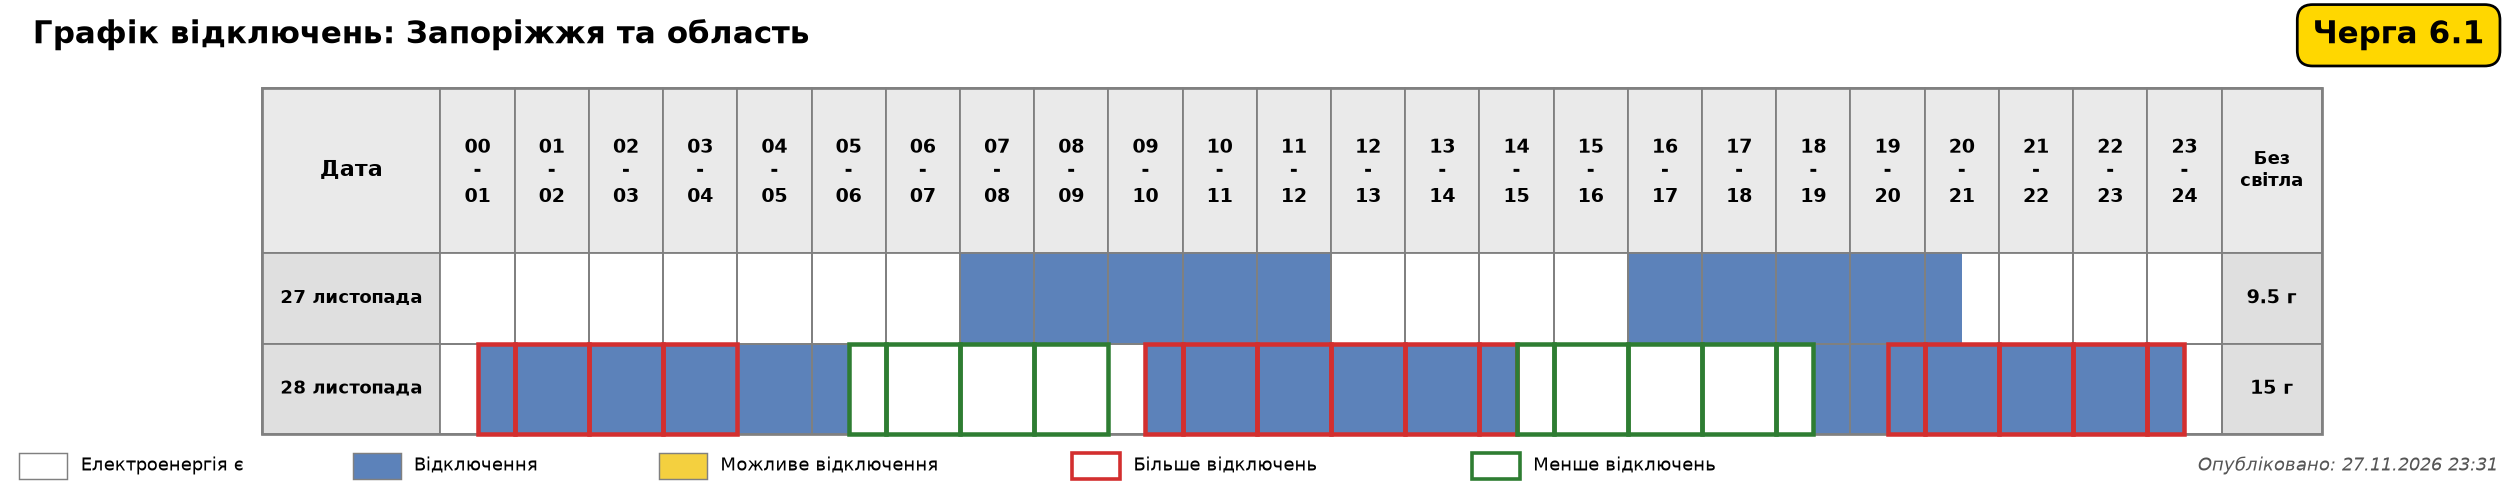 Графік відключень: Запоріжжя та область
Черга 6.1
Дата
00 - 01
01 - 02
02 - 03
03 - 04
04 - 05
05 - 06
06 - 07
07 - 08
08 - 09
09 - 10
10 - 11
11 - 12
12 - 13
13 - 14
14 - 15
15 - 16
16 - 17
17 - 18
18 - 19
19 - 20
20 - 21
21 - 22
22 - 23
23 - 24
Без
світла
27 листопада
9.5 г
28 листопада
15 г
Електроенергія є
Відключення
Можливе відключення
Більше відключень
Менше відключень
Опубліковано: 27.11.2026 23:31